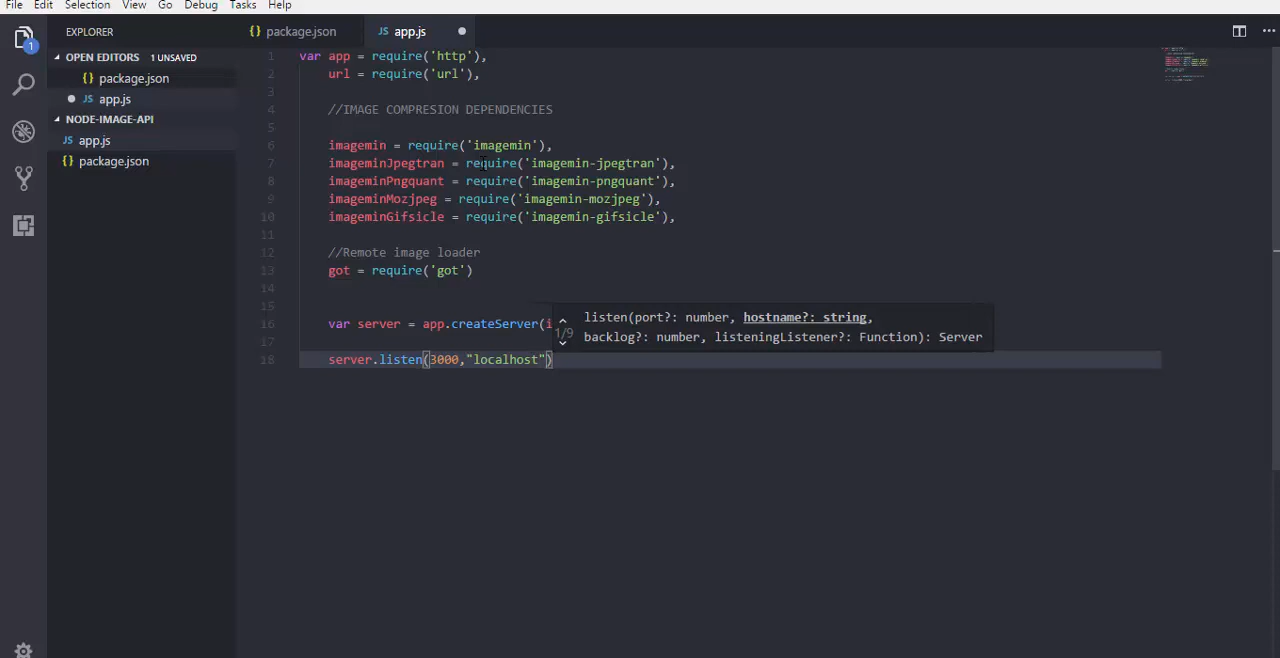 File Edit Selection View Go Debug Tasks Help
EXPLORER
{} package.json JS app.js
OPEN EDITORS 1 UNSAVED
{} package.json
JS app.js
NODE-IMAGE-API
JS app.js
{} package.json
1
1 var app = require('http'),
2 url = require('url'),
3
4 //IMAGE COMPRESION DEPENDENCIES
5
6 imagemin = require('imagemin'),
7 imageminJpegtran = require('imagemin-jpegtran'),
8 imageminPngquant = require('imagemin-pngquant'),
9 imageminMozjpeg = require('imagemin-mozjpeg'),
10 imageminGifsicle = require('imagemin-gifsicle'),
11
12 //Remote image loader
13 got = require('got')
14
15
16 var server = app.createServer(i
17
18 server.listen(3000,"localhost")
1/9
listen(port?: number, hostname?: string,
backlog?: number, listeningListener?: Function): Server